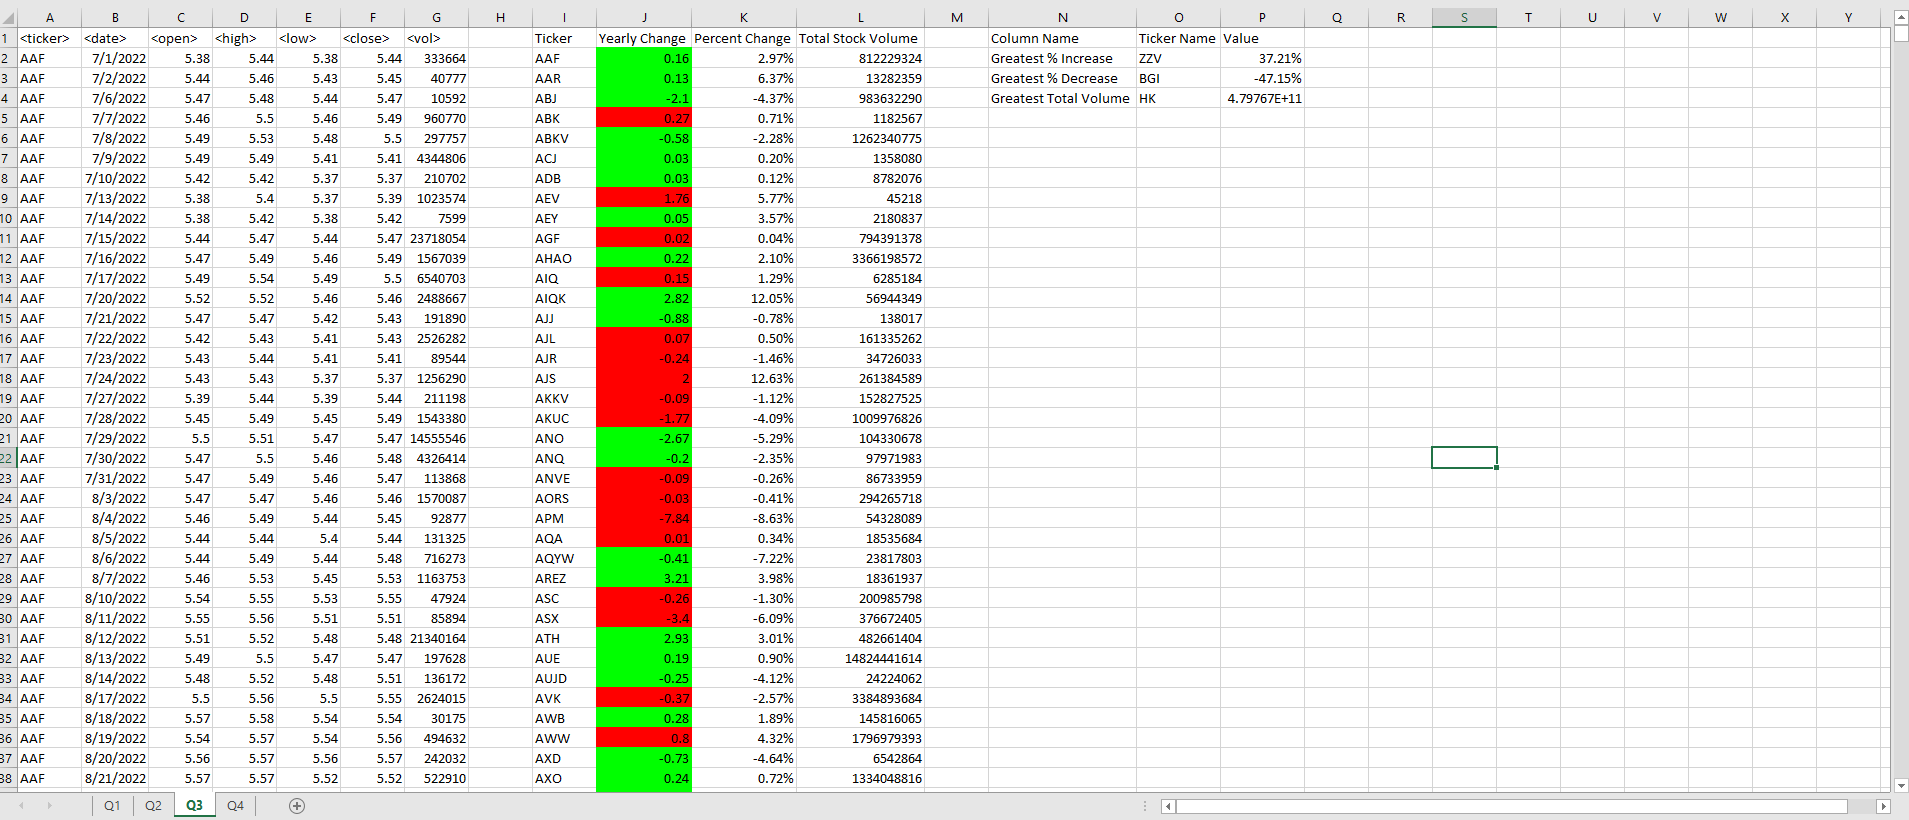 A B C D E F G H I J K L M N O P Q R S T U V W X Y
1 <ticker> <date> <open> <high> <low> <close> <vol> Ticker Yearly Change Percent Change Total Stock Volume Column Name Ticker Name Value
2 AAF 7/1/2022 5.38 5.44 5.38 5.44 333664 AAF 0.16 2.97% 812229324 Greatest % Increase ZZV 37.21%
3 AAF 7/2/2022 5.44 5.46 5.43 5.45 40777 AAR 0.13 6.37% 13282359 Greatest % Decrease BGI -47.15%
4 AAF 7/6/2022 5.47 5.48 5.44 5.47 10592 ABJ -2.1 -4.37% 983632290 Greatest Total Volume HK 4.79767E+11
5 AAF 7/7/2022 5.46 5.5 5.46 5.49 960770 ABK 0.27 0.71% 1182567
6 AAF 7/8/2022 5.49 5.53 5.48 5.5 297757 ABKV -0.58 -2.28% 1262340775
7 AAF 7/9/2022 5.49 5.49 5.41 5.41 4344806 ACJ 0.03 0.20% 1358080
8 AAF 7/10/2022 5.42 5.42 5.37 5.37 210702 ADB 0.03 0.12% 8782076
9 AAF 7/13/2022 5.38 5.4 5.37 5.39 1023574 AEV 1.76 5.77% 45218
10 AAF 7/14/2022 5.38 5.42 5.38 5.42 7599 AEY 0.05 3.57% 2180837
11 AAF 7/15/2022 5.44 5.47 5.44 5.47 23718054 AGF 0.02 0.04% 794391378
12 AAF 7/16/2022 5.47 5.49 5.46 5.49 1567039 AHAO 0.22 2.10% 3366198572
13 AAF 7/17/2022 5.49 5.54 5.49 5.5 6540703 AIQ 0.15 1.29% 6285184
14 AAF 7/20/2022 5.52 5.52 5.46 5.46 2488667 AIQK 2.82 12.05% 56944349
15 AAF 7/21/2022 5.47 5.47 5.42 5.43 191890 AJJ -0.88 -0.78% 138017
16 AAF 7/22/2022 5.42 5.43 5.41 5.43 2526282 AJL 0.07 0.50% 161335262
17 AAF 7/23/2022 5.43 5.44 5.41 5.41 89544 AJR -0.24 -1.46% 34726033
18 AAF 7/24/2022 5.43 5.43 5.37 5.37 1256290 AJS 2 12.63% 261384589
19 AAF 7/27/2022 5.39 5.44 5.39 5.44 211198 AKKV -0.09 -1.12% 152827525
20 AAF 7/28/2022 5.45 5.49 5.45 5.49 1543380 AKUC -1.77 -4.09% 1009976826
21 AAF 7/29/2022 5.5 5.51 5.47 5.47 14555546 ANO -2.67 -5.29% 104330678
22 AAF 7/30/2022 5.47 5.5 5.46 5.48 4326414 ANQ -0.2 -2.35% 97971983
23 AAF 7/31/2022 5.47 5.49 5.46 5.47 113868 ANVE -0.09 -0.26% 86733959
24 AAF 8/3/2022 5.47 5.47 5.46 5.46 1570087 AORS -0.03 -0.41% 294265718
25 AAF 8/4/2022 5.46 5.49 5.44 5.45 92877 APM -7.84 -8.63% 54328089
26 AAF 8/5/2022 5.44 5.44 5.4 5.44 131325 AQA 0.01 0.34% 18535684
27 AAF 8/6/2022 5.44 5.49 5.44 5.48 716273 AQYW -0.41 -7.22% 23817803
28 AAF 8/7/2022 5.46 5.53 5.45 5.53 1163753 AREZ 3.21 3.98% 18361937
29 AAF 8/10/2022 5.54 5.55 5.53 5.55 47924 ASC -0.26 -1.30% 200985798
30 AAF 8/11/2022 5.55 5.56 5.51 5.51 85894 ASX -3.4 -6.09% 376672405
31 AAF 8/12/2022 5.51 5.52 5.48 5.48 21340164 ATH 2.93 3.01% 482661404
32 AAF 8/13/2022 5.49 5.5 5.47 5.47 197628 AUE 0.19 0.90% 14824441614
33 AAF 8/14/2022 5.48 5.52 5.48 5.51 136172 AUJD -0.25 -4.12% 24224062
34 AAF 8/17/2022 5.5 5.56 5.5 5.55 2624015 AVK -0.37 -2.57% 3384893684
35 AAF 8/18/2022 5.57 5.58 5.54 5.54 30175 AWB 0.28 1.89% 145816065
36 AAF 8/19/2022 5.54 5.57 5.54 5.56 494632 AWW 0.8 4.32% 1796979393
37 AAF 8/20/2022 5.56 5.57 5.56 5.57 242032 AXD -0.73 -4.64% 6542864
38 AAF 8/21/2022 5.57 5.57 5.52 5.52 522910 AXO 0.24 0.72% 1334048816
Q1 Q2 Q3 Q4